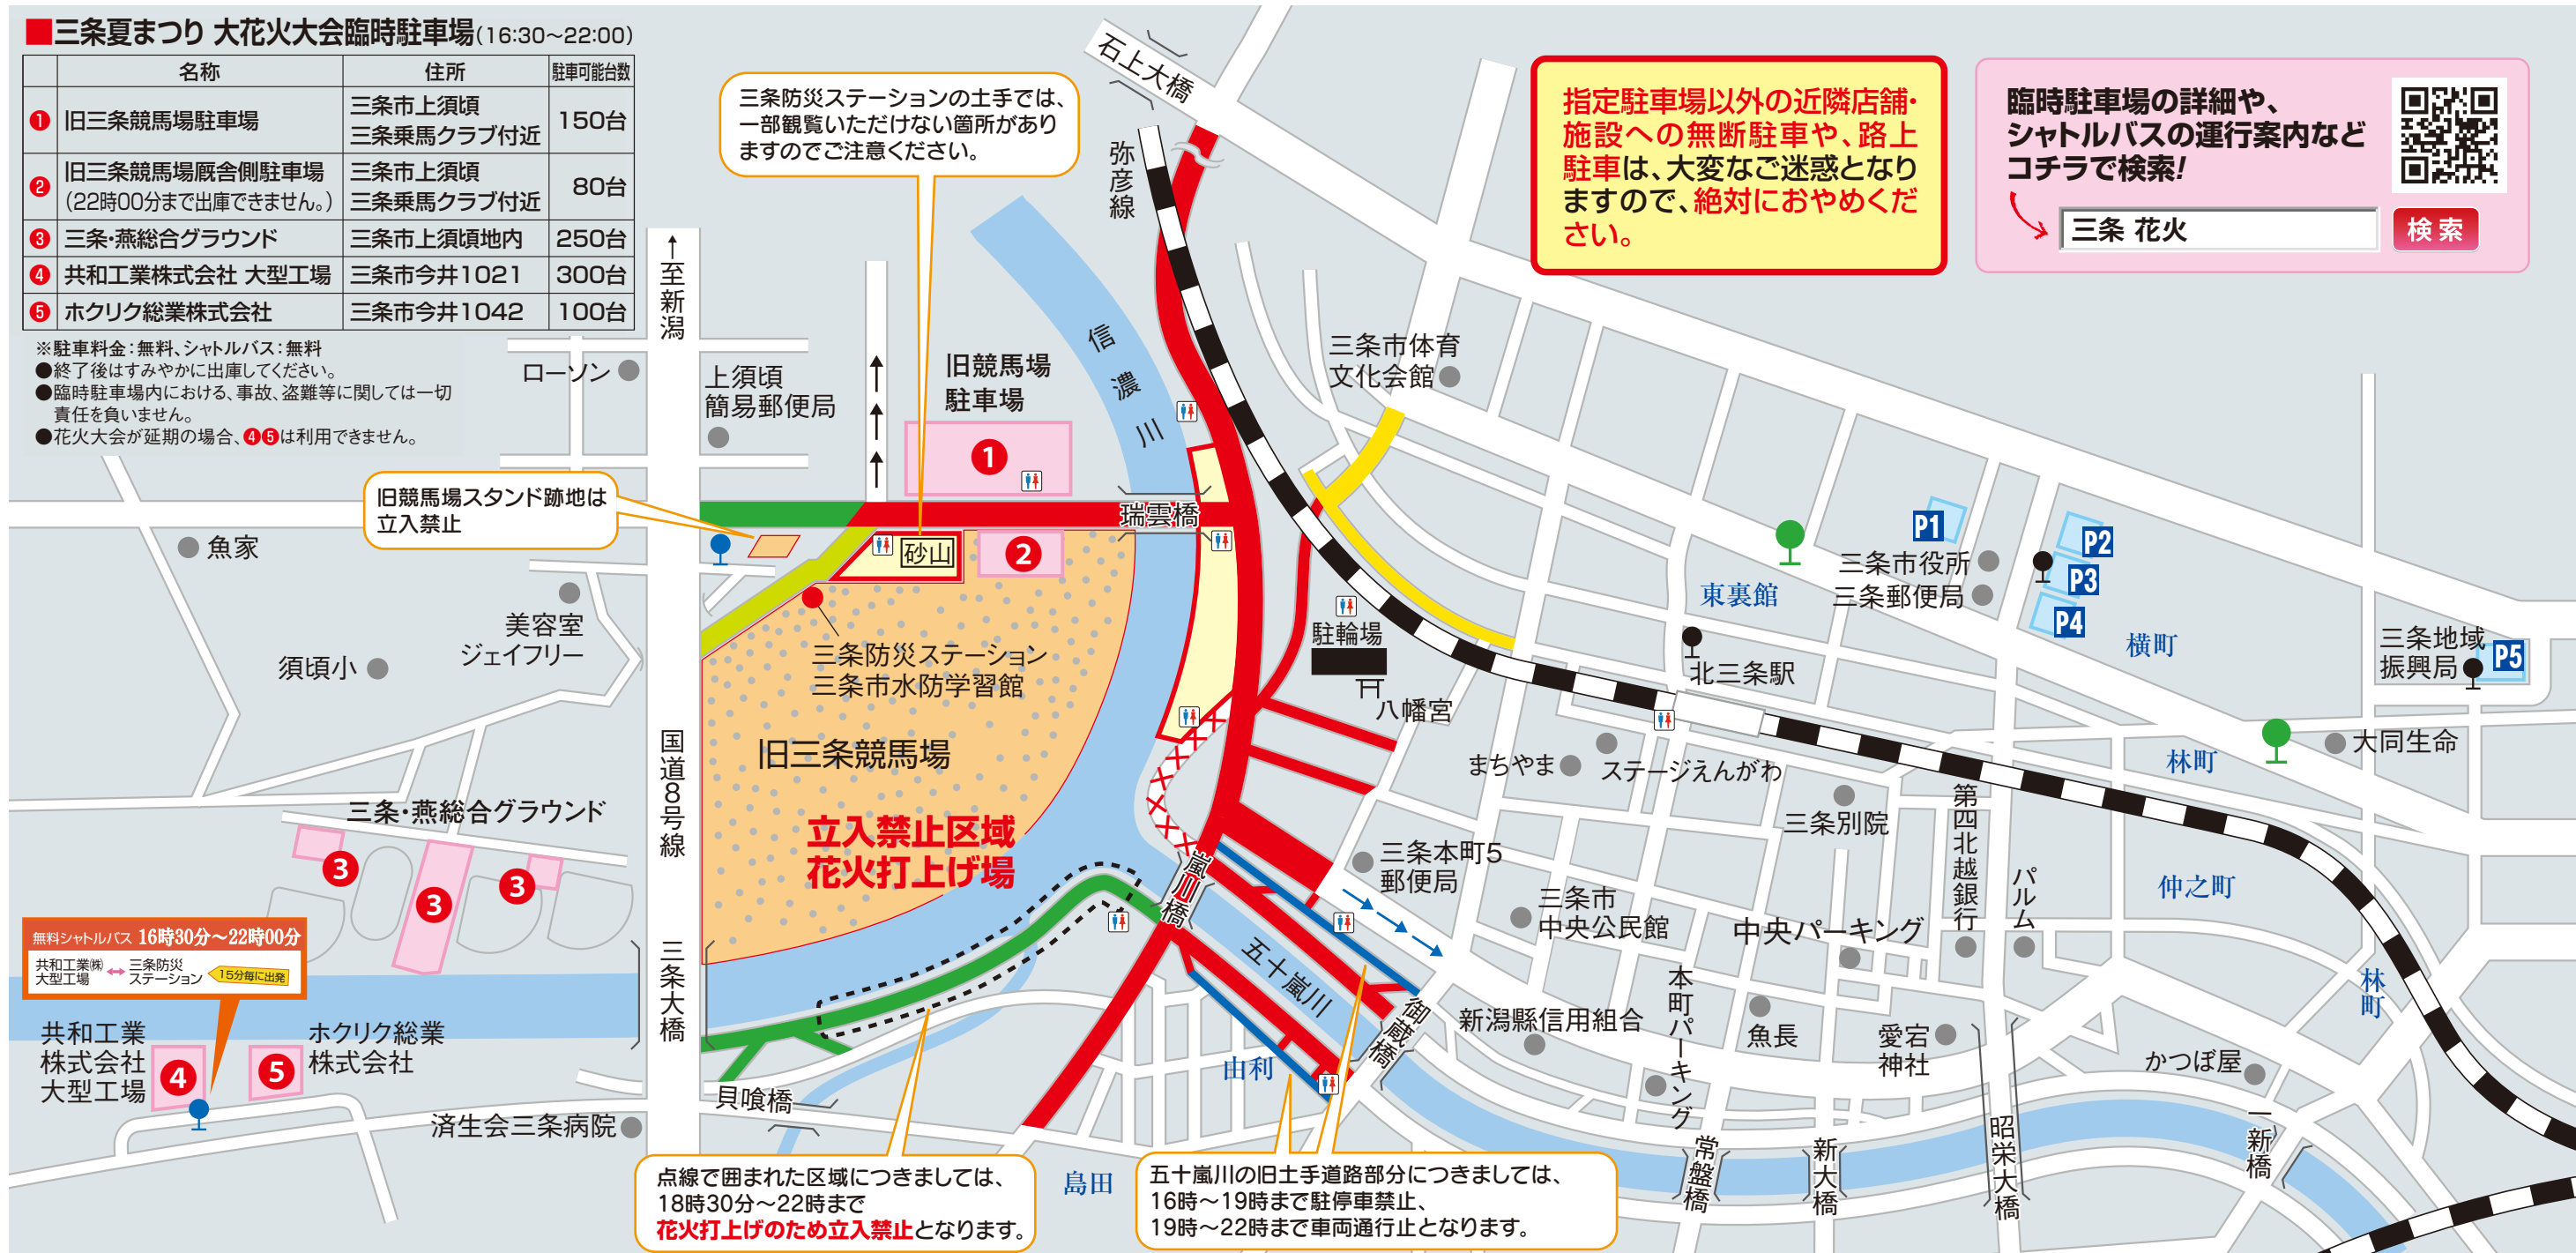 ■三条夏まつり 大花火大会臨時駐車場(16:30〜22:00)
名称 住所 駐車可能台数
❶ 旧三条競馬場駐車場 三条市上須頃 三条乗馬クラブ付近 150台
❷ 旧三条競馬場厩舎側駐車場 (22時00分まで出庫できません。) 三条市上須頃 三条乗馬クラブ付近 80台
❸ 三条・燕総合グラウンド 三条市上須頃地内 250台
❹ 共和工業株式会社 大型工場 三条市今井1021 300台
❺ ホクリク総業株式会社 三条市今井1042 100台
※駐車料金：無料、シャトルバス：無料
●終了後はすみやかに出庫してください。
●臨時駐車場内における、事故、盗難等に関しては一切
責任を負いません。
●花火大会が延期の場合、❹❺は利用できません。
三条防災ステーションの土手では、
一部観覧いただけない箇所があり
ますのでご注意ください。
指定駐車場以外の近隣店舗・
施設への無断駐車や、路上
駐車は、大変なご迷惑となり
ますので、絶対におやめくだ
さい。
臨時駐車場の詳細や、
シャトルバスの運行案内など
コチラで検索!
三条 花火
検索
石上大橋
弥彦線
←至新潟
ローソン
上須頃
簡易郵便局
旧競馬場
駐車場
❶
信濃川
三条市体育
文化会館
旧競馬場スタンド跡地は
立入禁止
瑞雲橋
砂山
❷
魚家
美容室
ジェイフリー
須頃小
三条防災ステーション
三条市水防学習館
旧三条競馬場
立入禁止区域
花火打上げ場
国道8号線
駐輪場
八幡宮
東裏館
P1
三条市役所
三条郵便局
P2
P3
P4
横町
三条地域
振興局
P5
北三条駅
まちやま
ステージえんがわ
林町
大同生命
三条別院
第四北越銀行
パルム
仲之町
三条・燕総合グラウンド
❸
❸
❸
嵐川橋
三条本町5
郵便局
三条市
中央公民館
中央パーキング
林町
無料シャトルバス 16時30分〜22時00分
共和工業㈱
大型工場
三条防災
ステーション
15分毎に出発
三条大橋
五十嵐川
御蔵橋
新潟縣信用組合
本町パーキング
魚長
愛宕
神社
かつぼ屋
共和工業
株式会社
大型工場
❹
❺
ホクリク総業
株式会社
済生会三条病院
貝喰橋
由利
島田
常盤橋
新大橋
昭栄大橋
一新橋
点線で囲まれた区域につきましては、
18時30分〜22時まで
花火打上げのため立入禁止となります。
五十嵐川の旧土手道路部分につきましては、
16時〜19時まで駐停車禁止、
19時〜22時まで車両通行止となります。